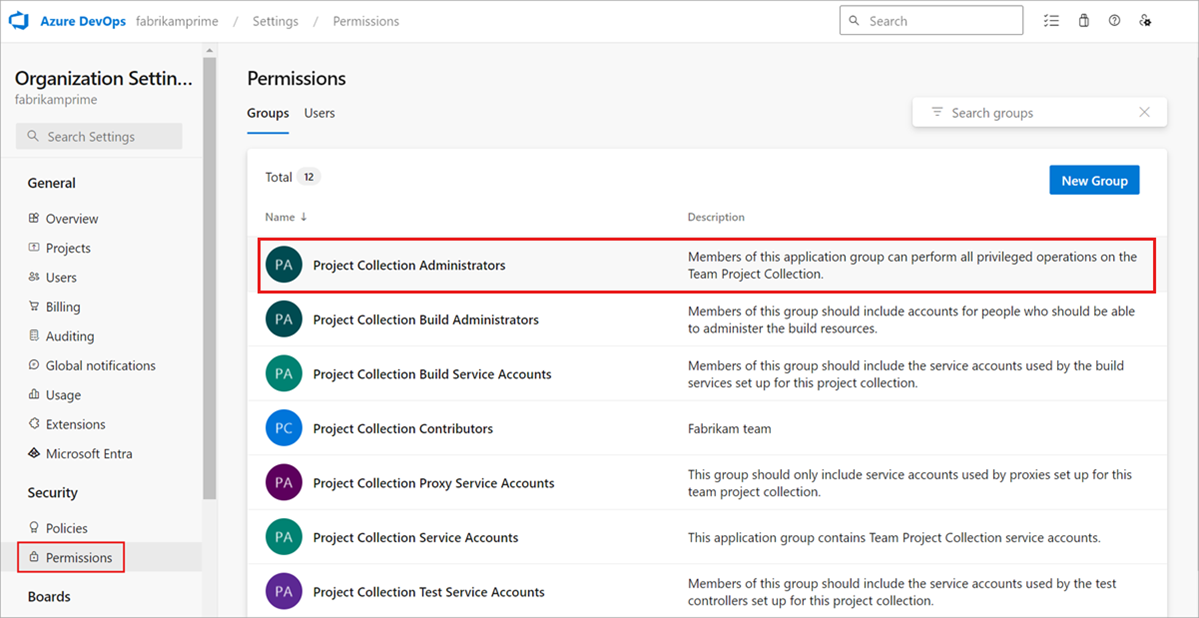 Azure DevOps fabrikamprime / Settings / Permissions
Search
Organization Settin...
fabrikamprime
Search Settings
General
Overview
Projects
Users
Billing
Auditing
Global notifications
Usage
Extensions
Microsoft Entra
Security
Policies
Permissions
Boards
Permissions
Groups Users
Search groups
Total 12
New Group
Name ↓ Description
PA Project Collection Administrators
Members of this application group can perform all privileged operations on the
Team Project Collection.
PA Project Collection Build Administrators
Members of this group should include accounts for people who should be able
to administer the build resources.
PA Project Collection Build Service Accounts
Members of this group should include the service accounts used by the build
services set up for this project collection.
PC Project Collection Contributors
Fabrikam team
PA Project Collection Proxy Service Accounts
This group should only include service accounts used by proxies set up for this
team project collection.
PA Project Collection Service Accounts
This application group contains Team Project Collection service accounts.
PA Project Collection Test Service Accounts
Members of this group should include the service accounts used by the test
controllers set up for this project collection.